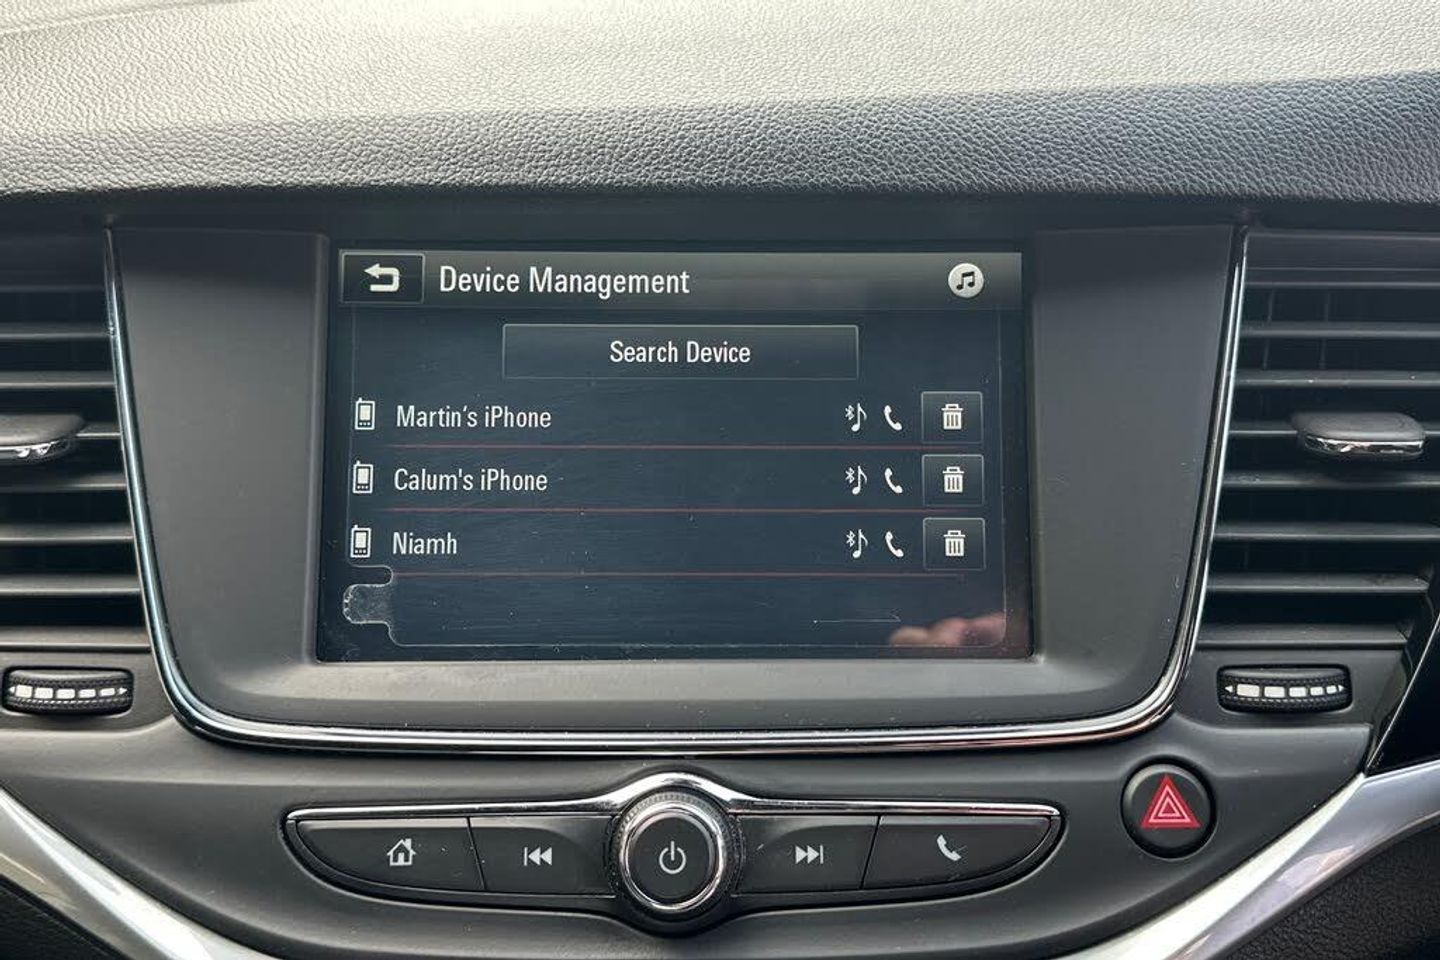 Device Management
Search Device
Martin's iPhone
Calum's iPhone
Niamh